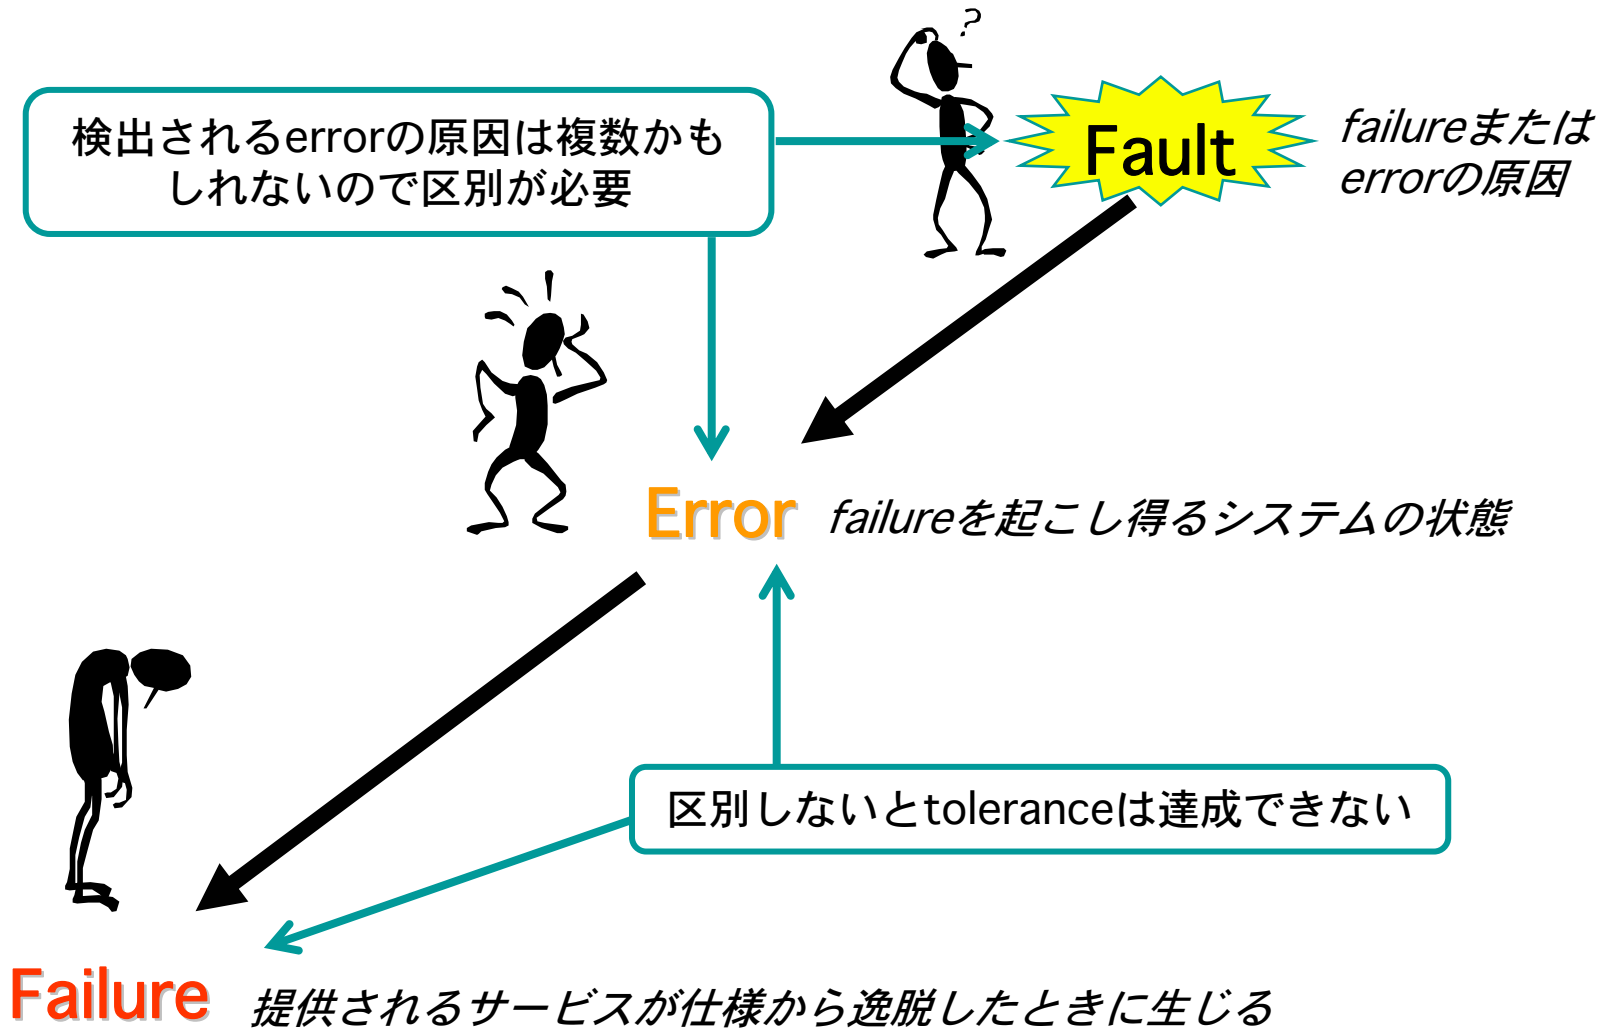 ?
検出されるerrorの原因は複数かも
しれないので区別が必要
Fault
failureまたは
errorの原因
Error
failureを起こし得るシステムの状態
区別しないとtoleranceは達成できない
Failure
提供されるサービスが仕様から逸脱したときに生じる